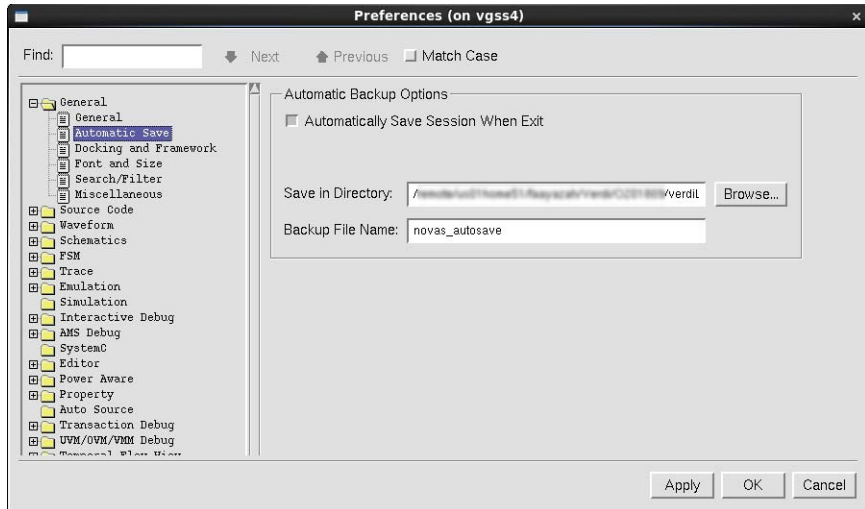 Preferences (on vgss4)
Find:
Next
Previous
Match Case
General
General
Automatic Save
Docking and Framework
Font and Size
Search/Filter
Miscellaneous
Source Code
Waveform
Schematics
FSM
Trace
Emulation
Simulation
Interactive Debug
AMS Debug
SystemC
Editor
Power Aware
Property
Auto Source
Transaction Debug
UVM/OVM/VMM Debug
Automatic Backup Options
Automatically Save Session When Exit
Save in Directory: /verdiL Browse...
Backup File Name: novas_autosave
Apply OK Cancel